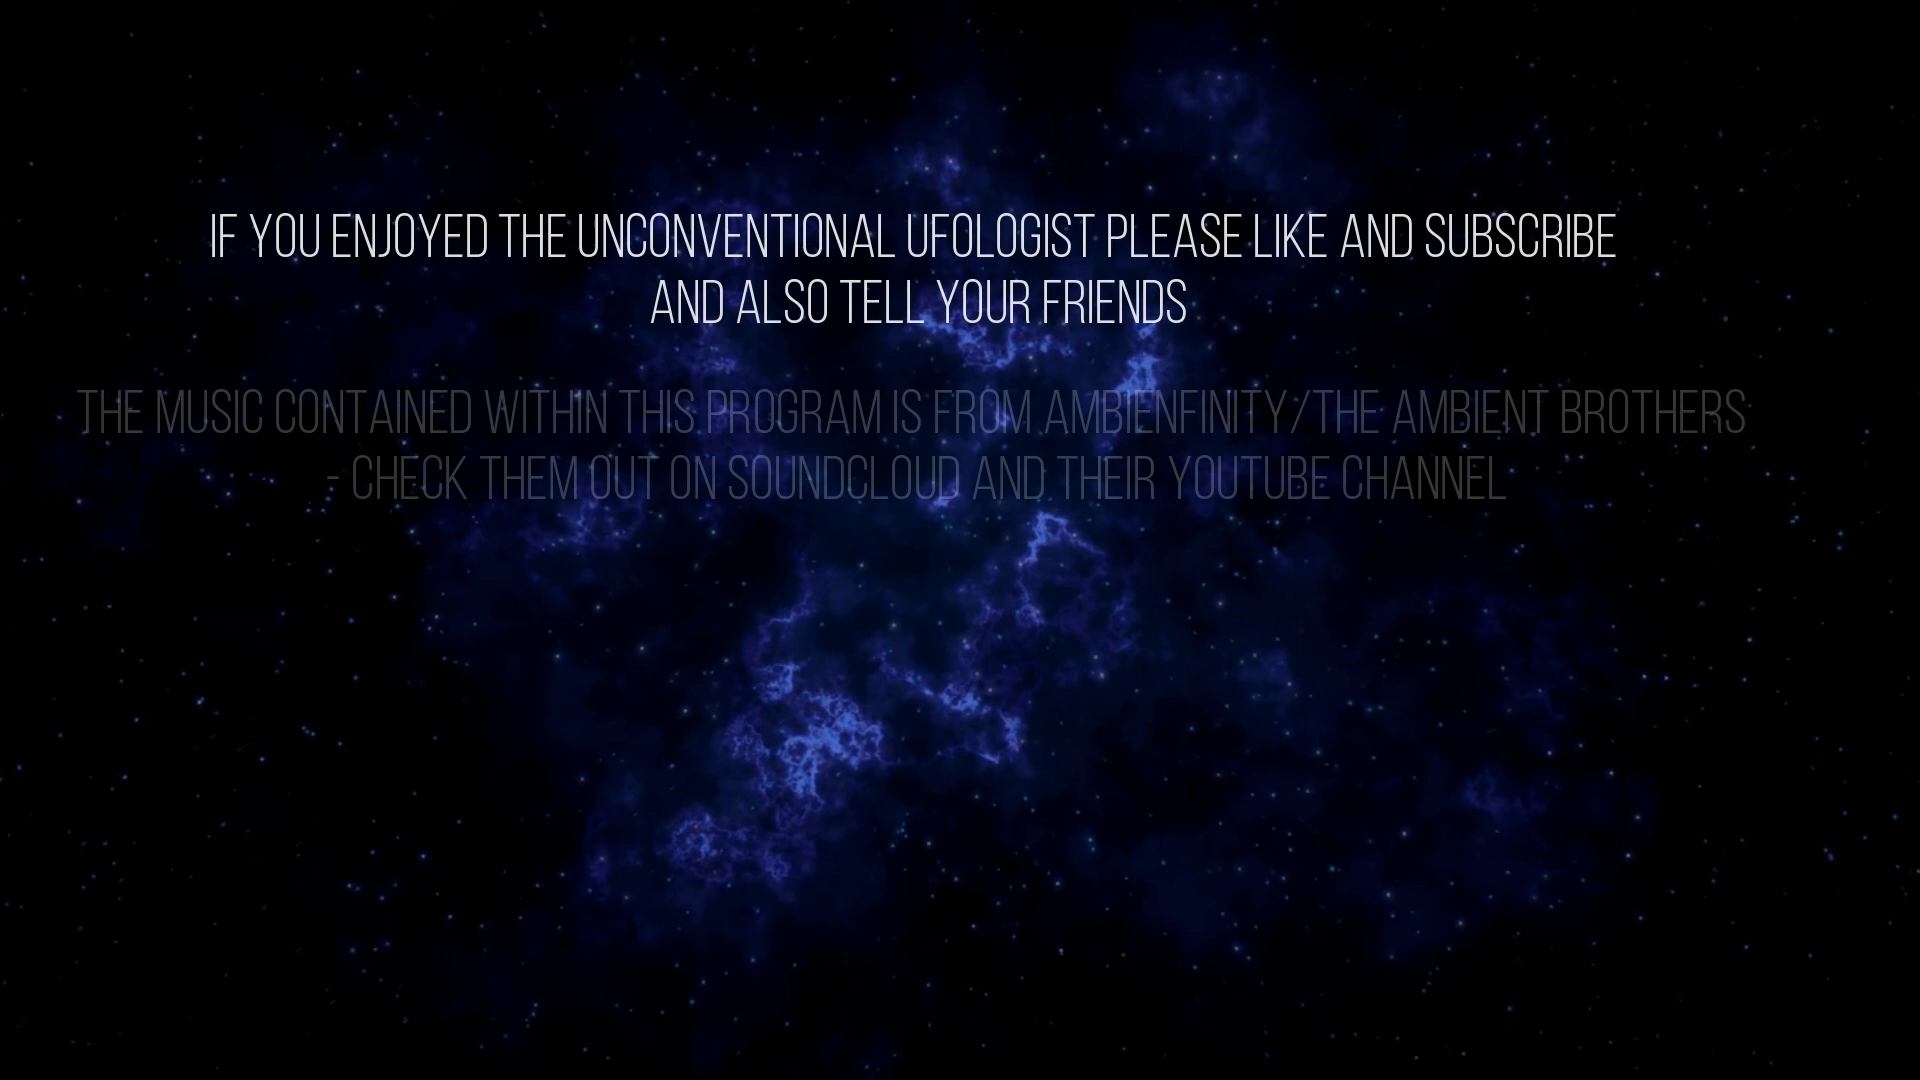 IF YOU ENJOYED THE UNCONVENTIONAL UFOLOGIST PLEASE LIKE AND SUBSCRIBE
AND ALSO TELL YOUR FRIENDS
THE MUSIC CONTAINED WITHIN THIS PROGRAM IS FROM AMBIENFINITY/THE AMBIENT BROTHERS
- CHECK THEM OUT ON SOUNDCLOUD AND THEIR YOUTUBE CHANNEL